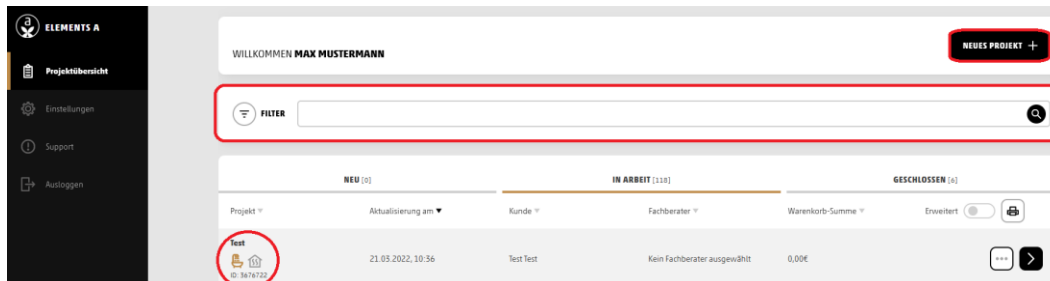 ELEMENTS A
Projektübersicht
Einstellungen
Support
Ausloggen
WILLKOMMEN MAX MUSTERMANN
NEUES PROJEKT +
FILTER
NEU [0] IN ARBEIT [118] GESCHLOSSEN [6]
Projekt Aktualisierung am Kunde Fachberater Warenkorb-Summe Erweitert
Test
21.03.2022, 10:36 Test Test Kein Fachberater ausgewählt 0,00€
ID: 3676722